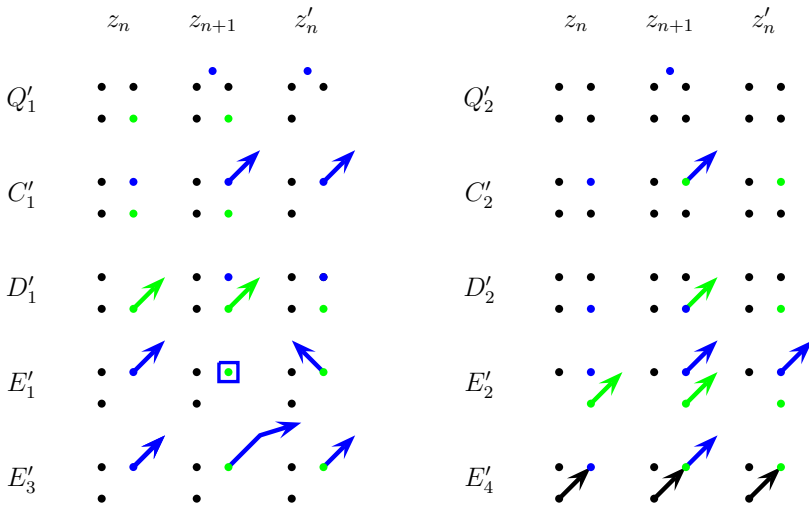 $z_n$ $z_{n+1}$ $z'_n$ $z_n$ $z_{n+1}$ $z'_n$
$Q'_1$ $Q'_2$
$C'_1$ $C'_2$
$D'_1$ $D'_2$
$E'_1$ $E'_2$
$E'_3$ $E'_4$